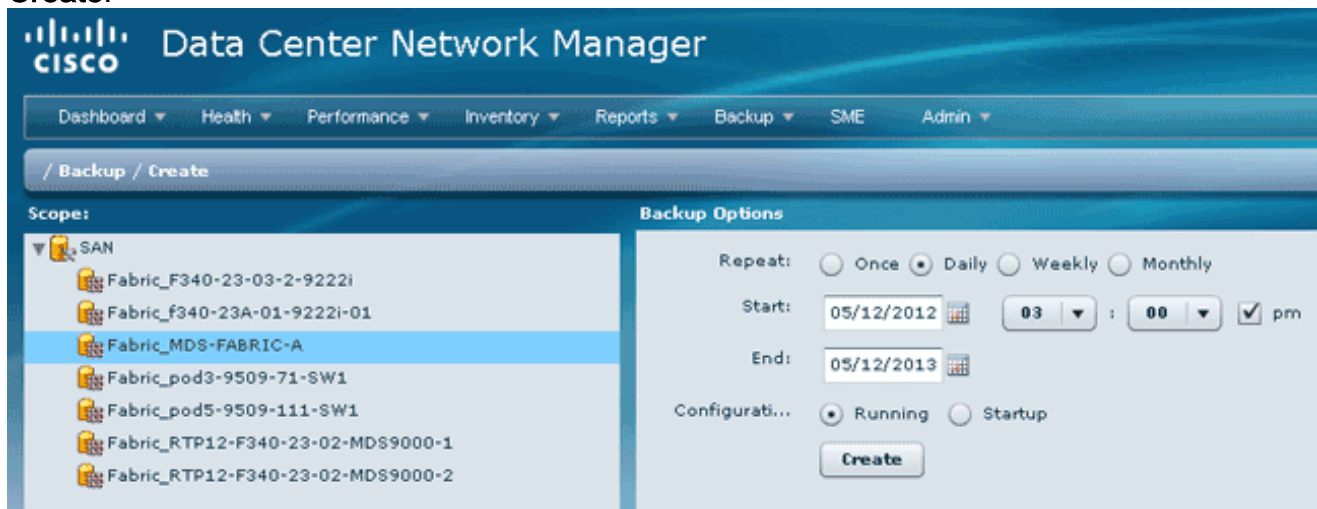 Create.
CISCO Data Center Network Manager
Dashboard Health Performance Inventory Reports Backup SME Admin
/ Backup / Create
Scope:
SAN
Fabric_F340-23-03-2-9222i
Fabric_f340-23A-01-9222i-01
Fabric_MDS-FABRIC-A
Fabric_pod3-9509-71-SW1
Fabric_pod5-9509-111-SW1
Fabric_RTP12-F340-23-02-MDS9000-1
Fabric_RTP12-F340-23-02-MDS9000-2
Backup Options
Repeat: Once Daily Weekly Monthly
Start: 05/12/2012 03 : 00 pm
End: 05/12/2013
Configurati... Running Startup
Create